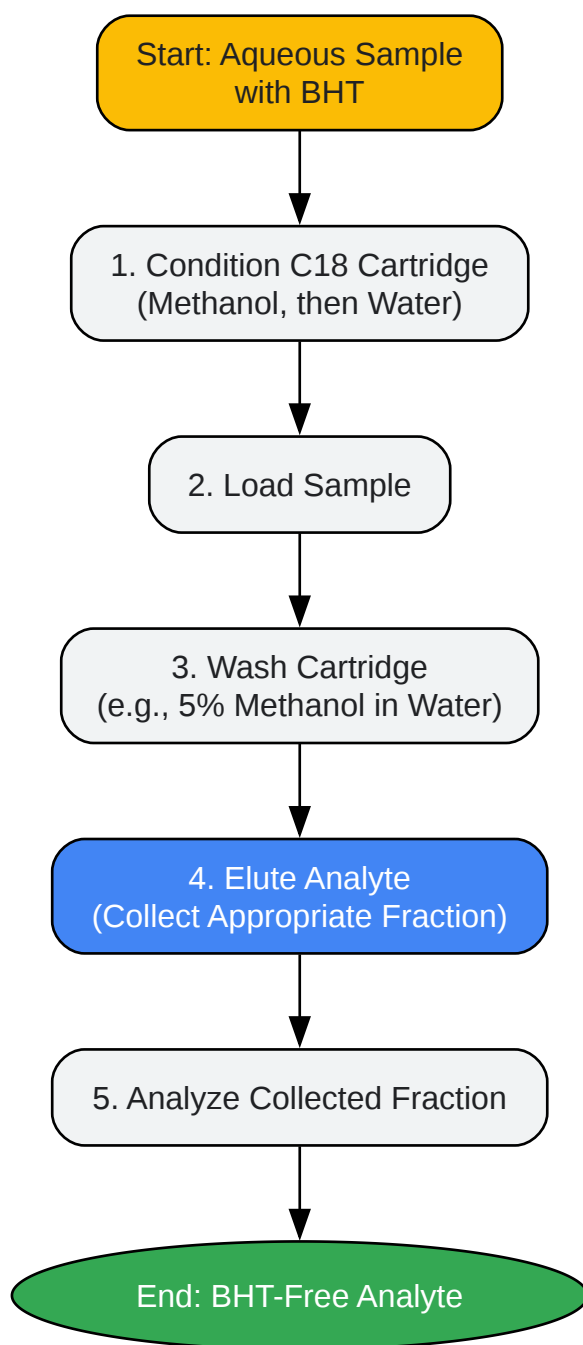 Start: Aqueous Sample
with BHT
1. Condition C18 Cartridge
(Methanol, then Water)
2. Load Sample
3. Wash Cartridge
(e.g., 5% Methanol in Water)
4. Elute Analyte
(Collect Appropriate Fraction)
5. Analyze Collected Fraction
End: BHT-Free Analyte